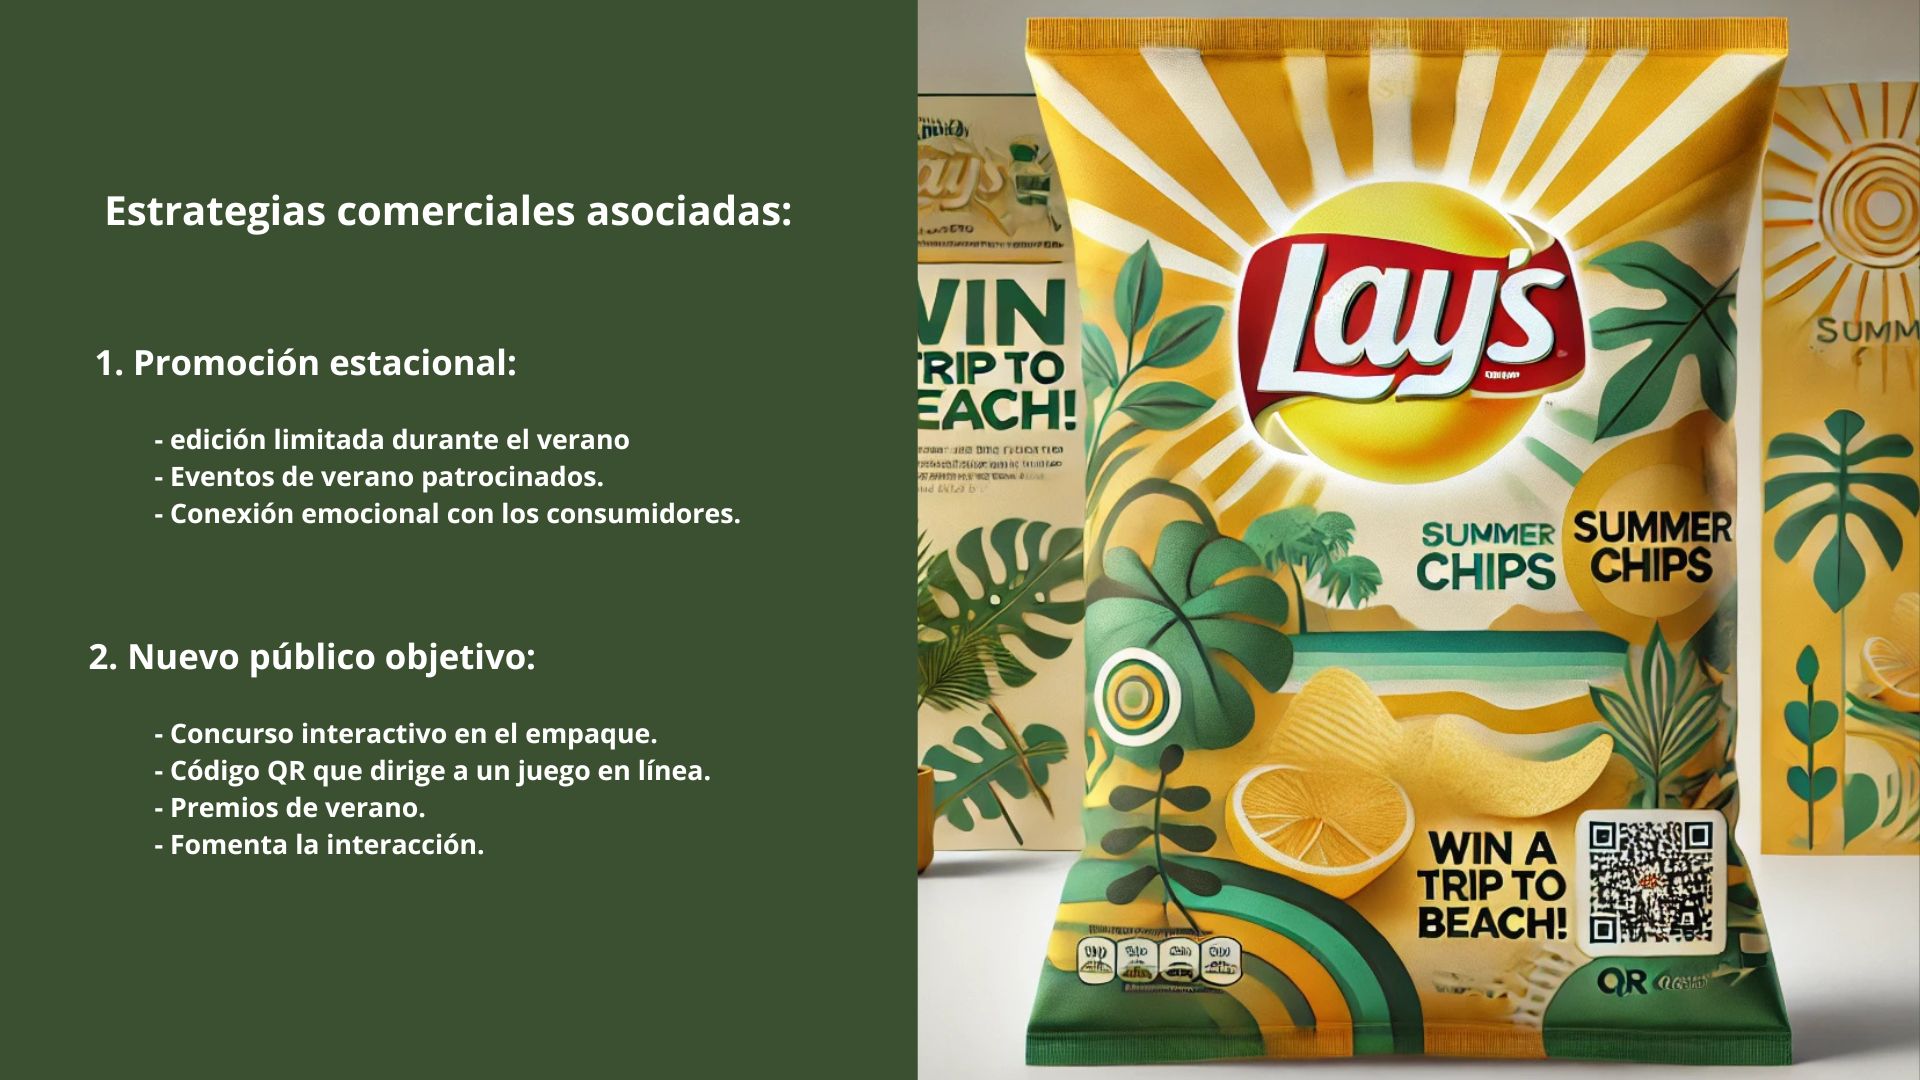 Estrategias comerciales asociadas:
1. Promoción estacional:
- edición limitada durante el verano
- Eventos de verano patrocinados.
- Conexión emocional con los consumidores.
2. Nuevo público objetivo:
- Concurso interactivo en el empaque.
- Código QR que dirige a un juego en línea.
- Premios de verano.
- Fomenta la interacción.
Lay's
SUMMER
CHIPS
SUMMER
CHIPS
WIN A
TRIP TO
BEACH!
QR
ays
WIN
TRIP TO
BEACH!
SUMM